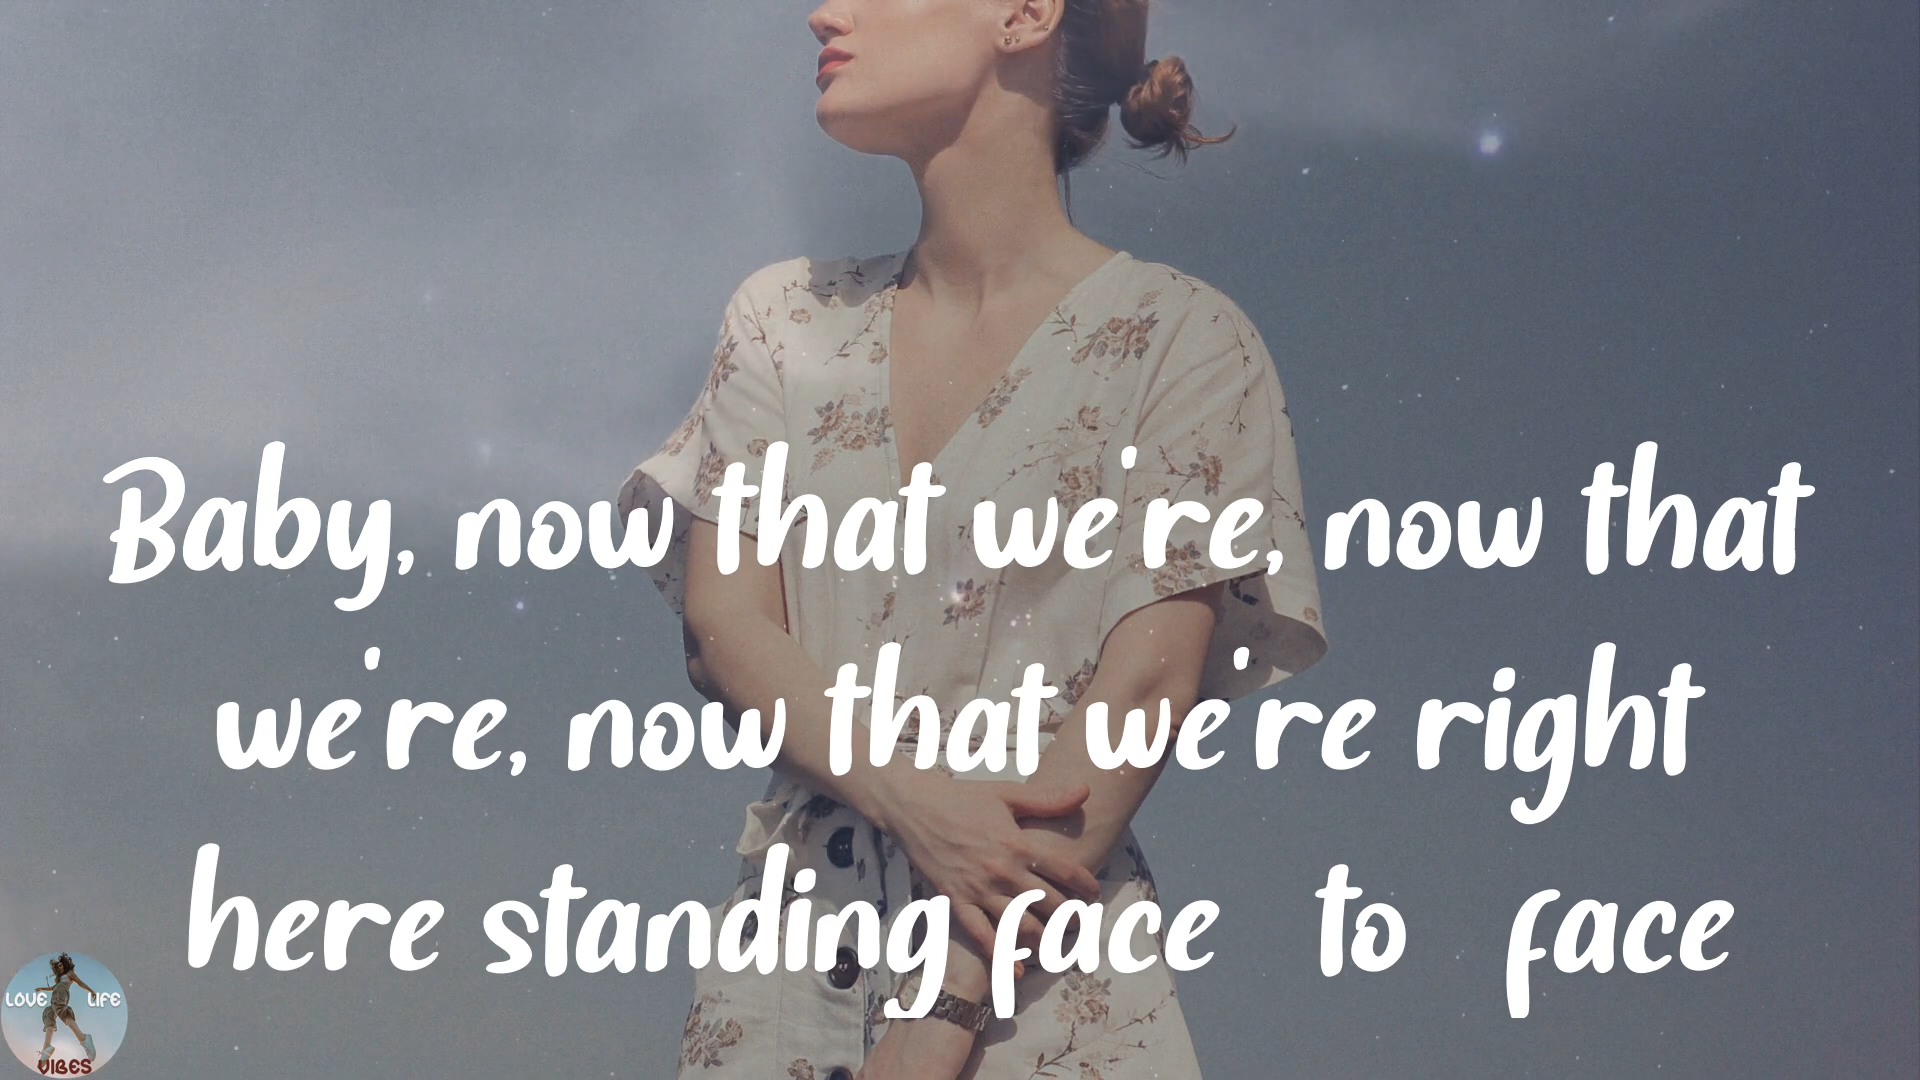 Baby, now that we're, now that
we're, now that we're right
here standing face to face
LOVE LIFE
VIBES